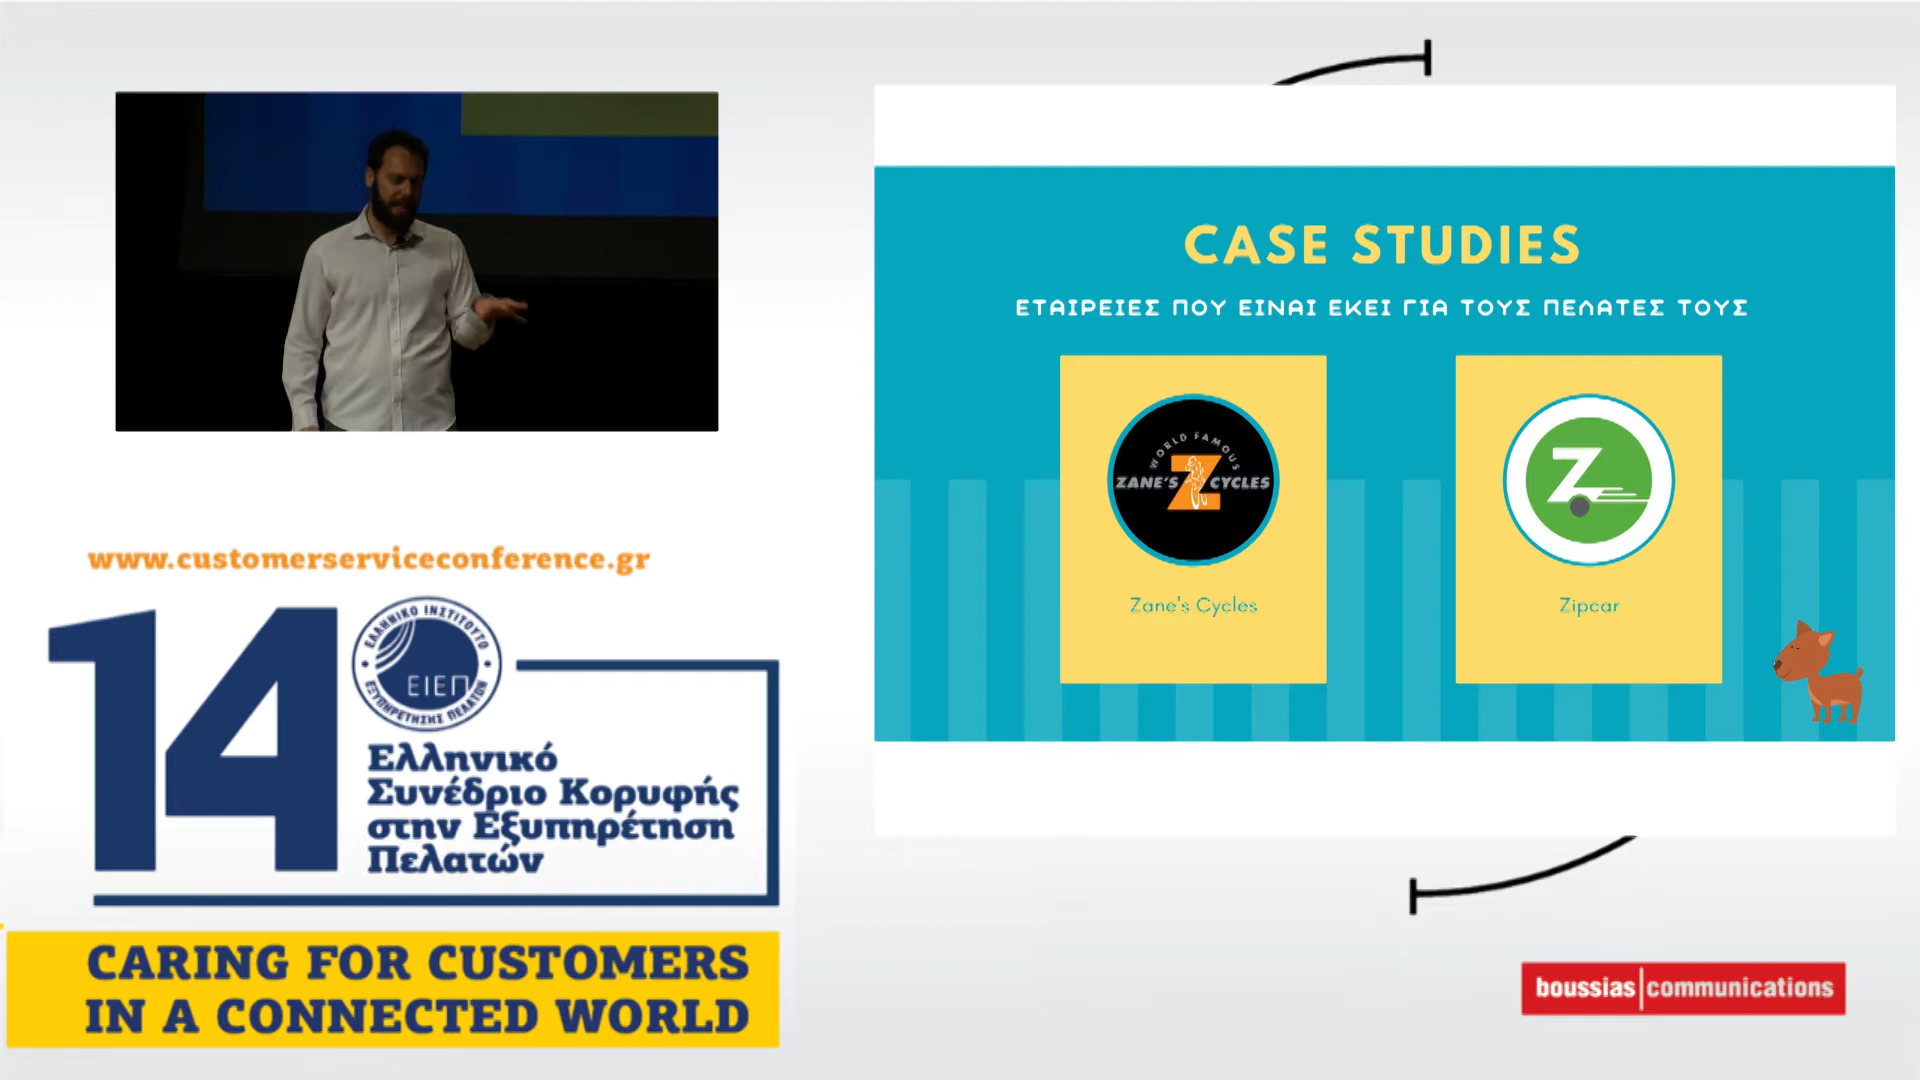 www.customerserviceconference.gr
14
ΕΛΛΗΝΙΚΟ ΙΝΣΤΙΤΟΥΤΟ
ΕΙΕΠ
ΕΞΥΠΗΡΕΤΗΣΗΣ ΠΕΛΑΤΩΝ
Ελληνικό
Συνέδριο Κορυφής
στην Εξυπηρέτηση
Πελατών
CARING FOR CUSTOMERS
IN A CONNECTED WORLD
CASE STUDIES
ΕΤΑΙΡΕΙΕΣ ΠΟΥ ΕΙΝΑΙ ΕΚΕΙ ΓΙΑ ΤΟΥΣ ΠΕΛΑΤΕΣ ΤΟΥΣ
WORLD FAMOUS
ZANE'S Z CYCLES
Zane's Cycles
Z
Zipcar
boussias communications